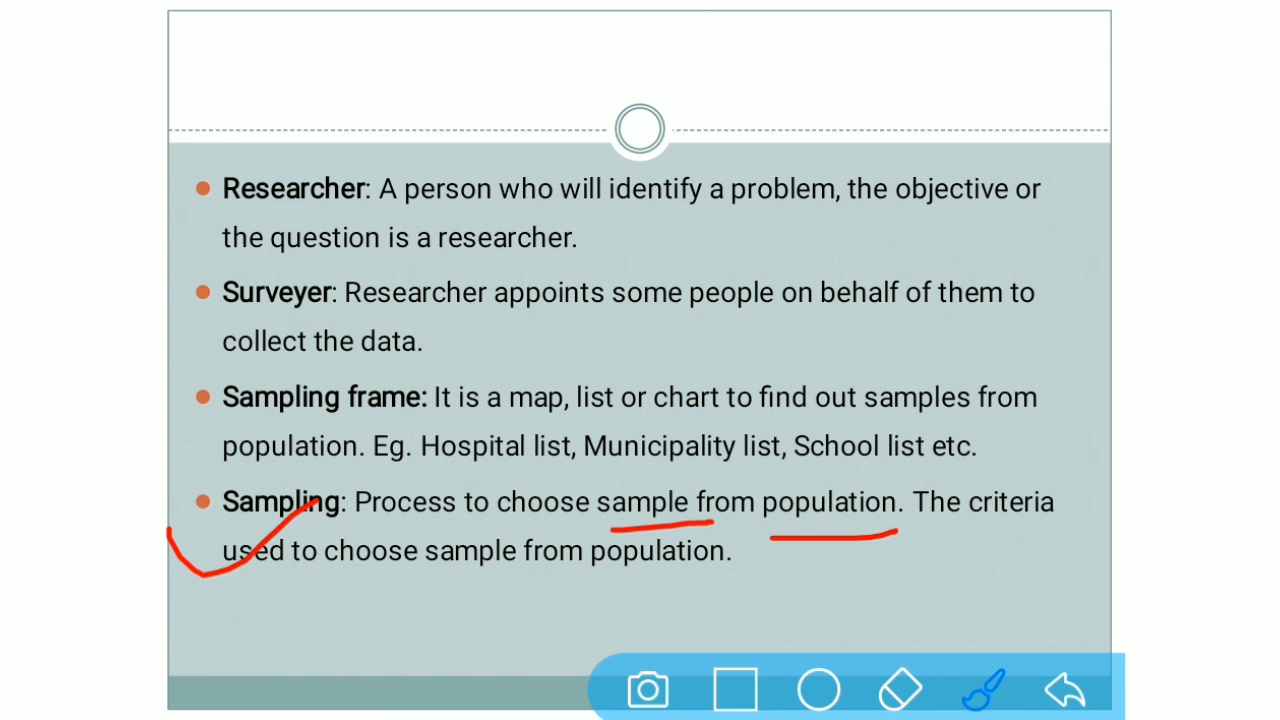 Researcher: A person who will identify a problem, the objective or
the question is a researcher.
Surveyer: Researcher appoints some people on behalf of them to
collect the data.
Sampling frame: It is a map, list or chart to find out samples from
population. Eg. Hospital list, Municipality list, School list etc.
Sampling: Process to choose sample from population. The criteria
used to choose sample from population.